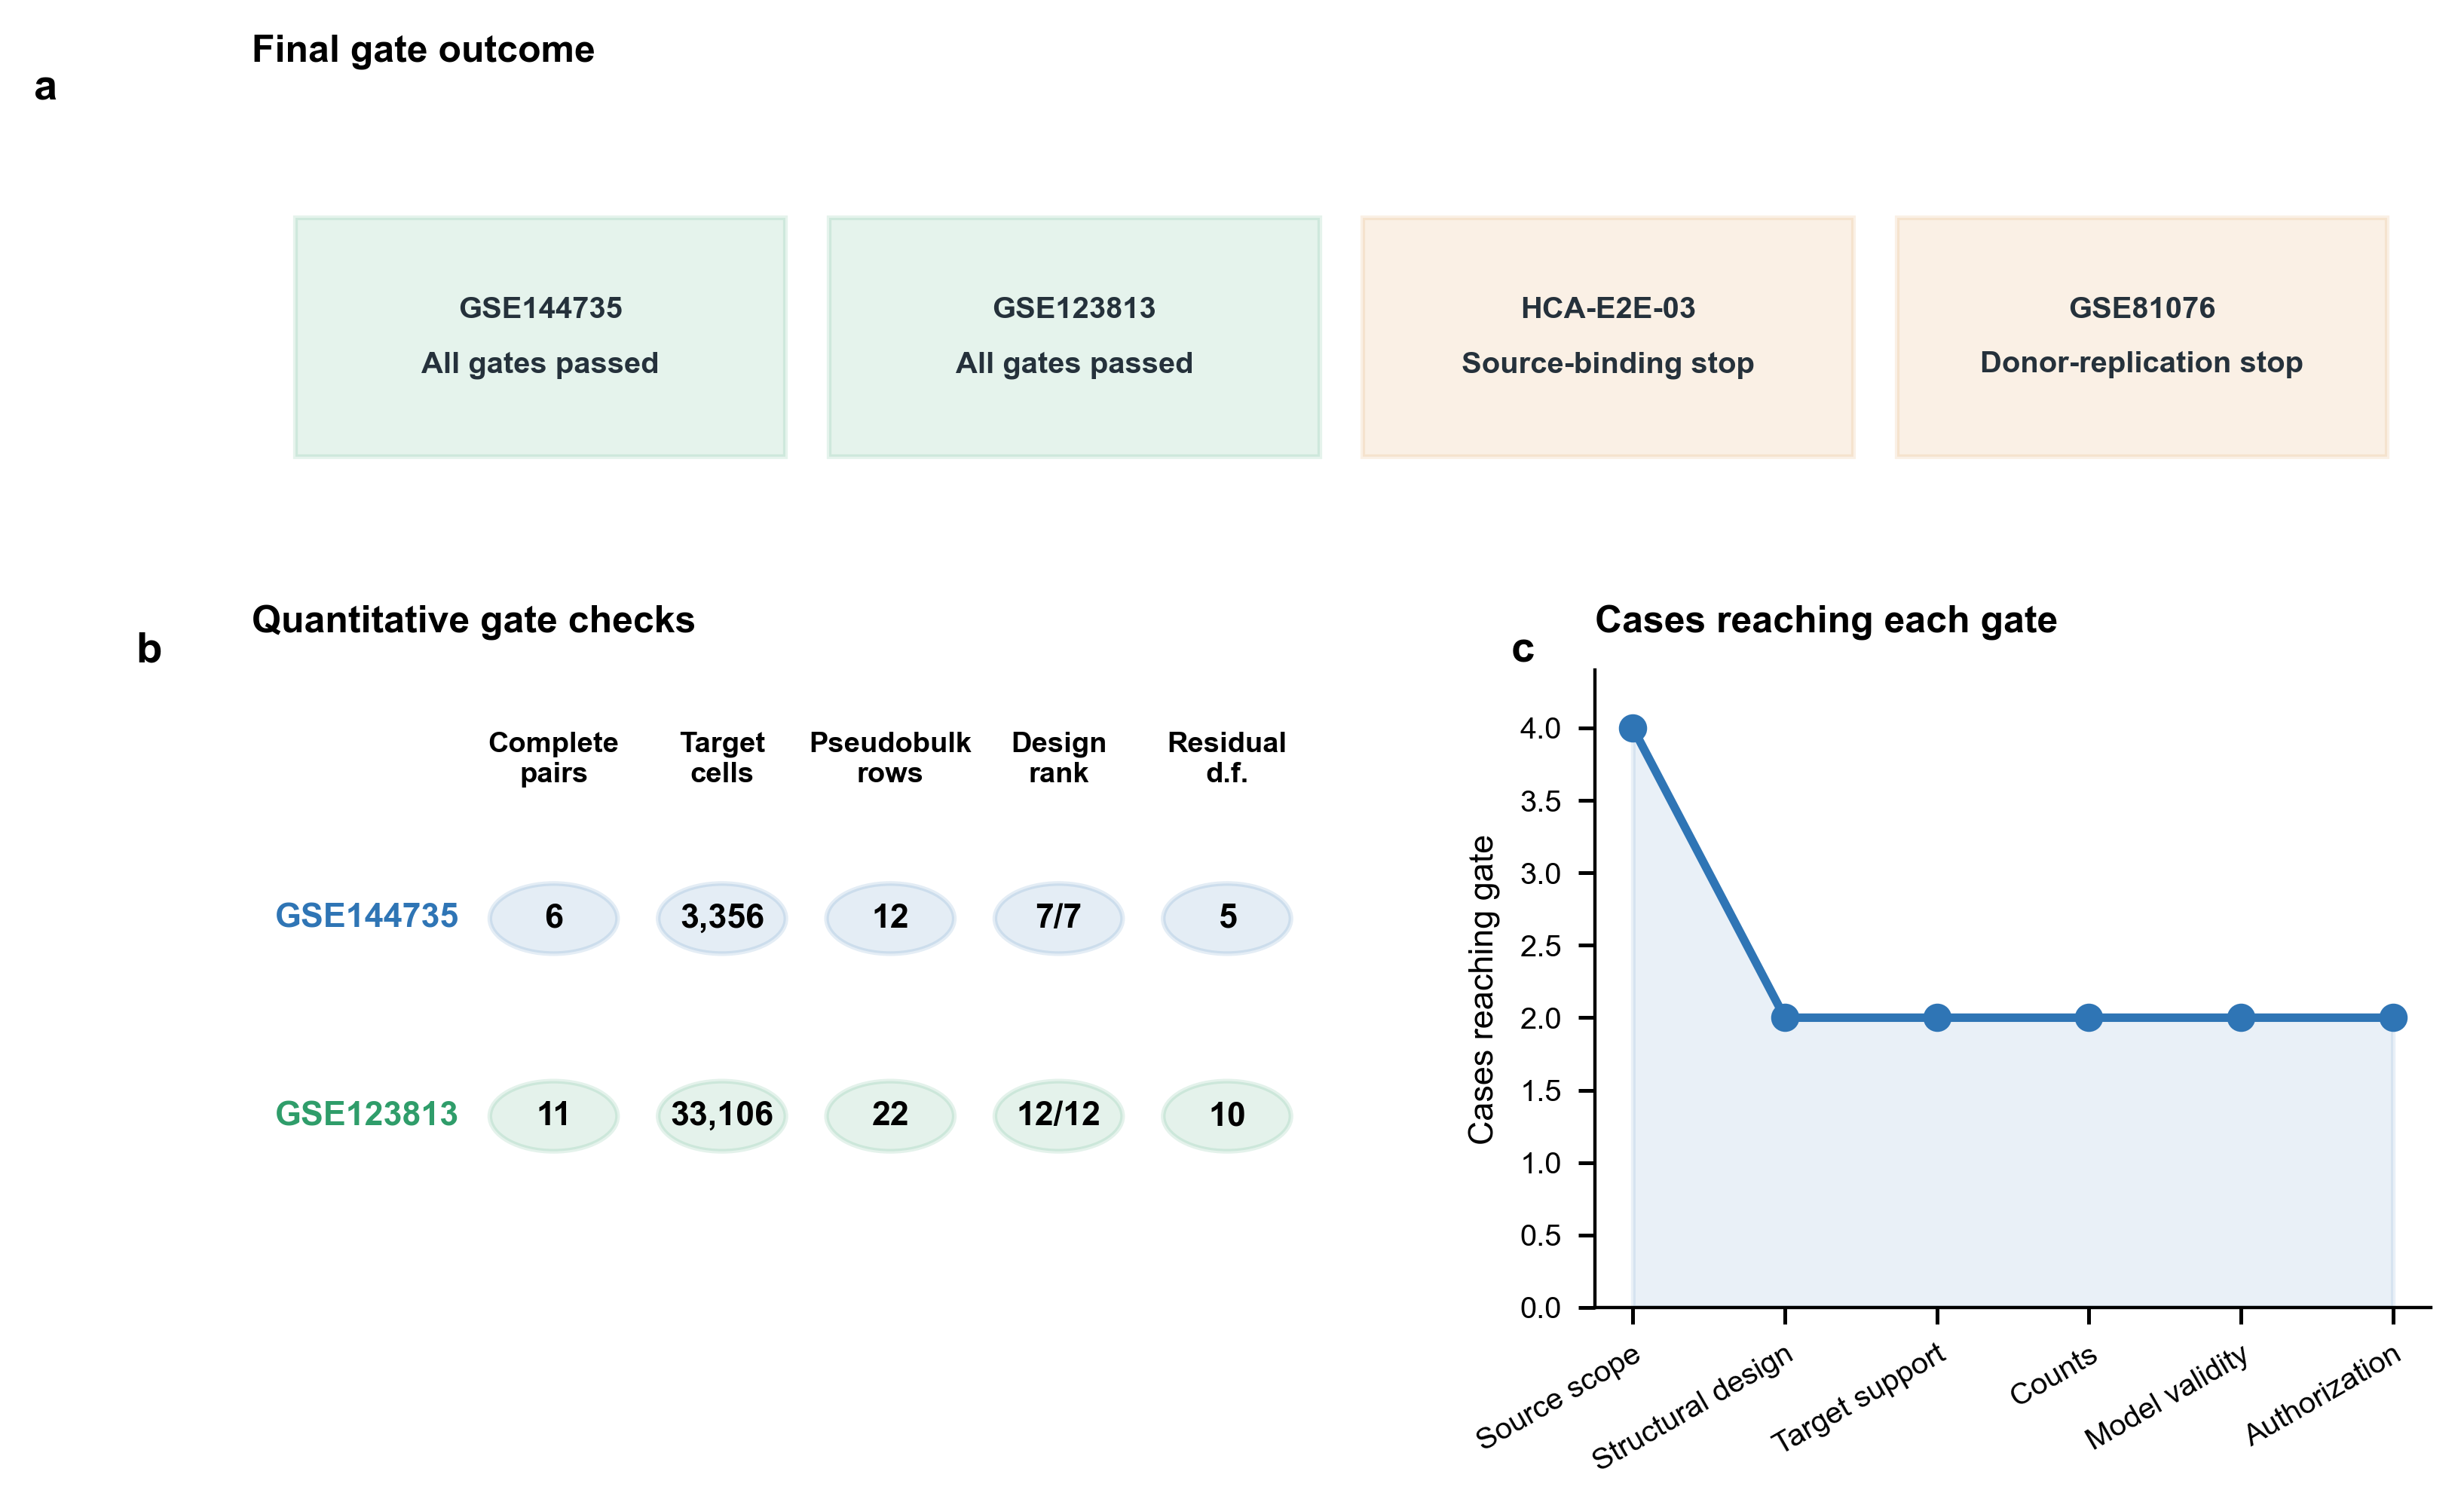 Final gate outcome
a
GSE144735
All gates passed
GSE123813
All gates passed
HCA-E2E-03
Source-binding stop
GSE81076
Donor-replication stop
Quantitative gate checks
b
Complete
pairs
Target
cells
Pseudobulk
rows
Design
rank
Residual
d.f.
GSE144735
6
3,356
12
7/7
5
GSE123813
11
33,106
22
12/12
10
Cases reaching each gate
c
Cases reaching gate
4.0
3.5
3.0
2.5
2.0
1.5
1.0
0.5
0.0
Source scope
Structural design
Target support
Counts
Model validity
Authorization